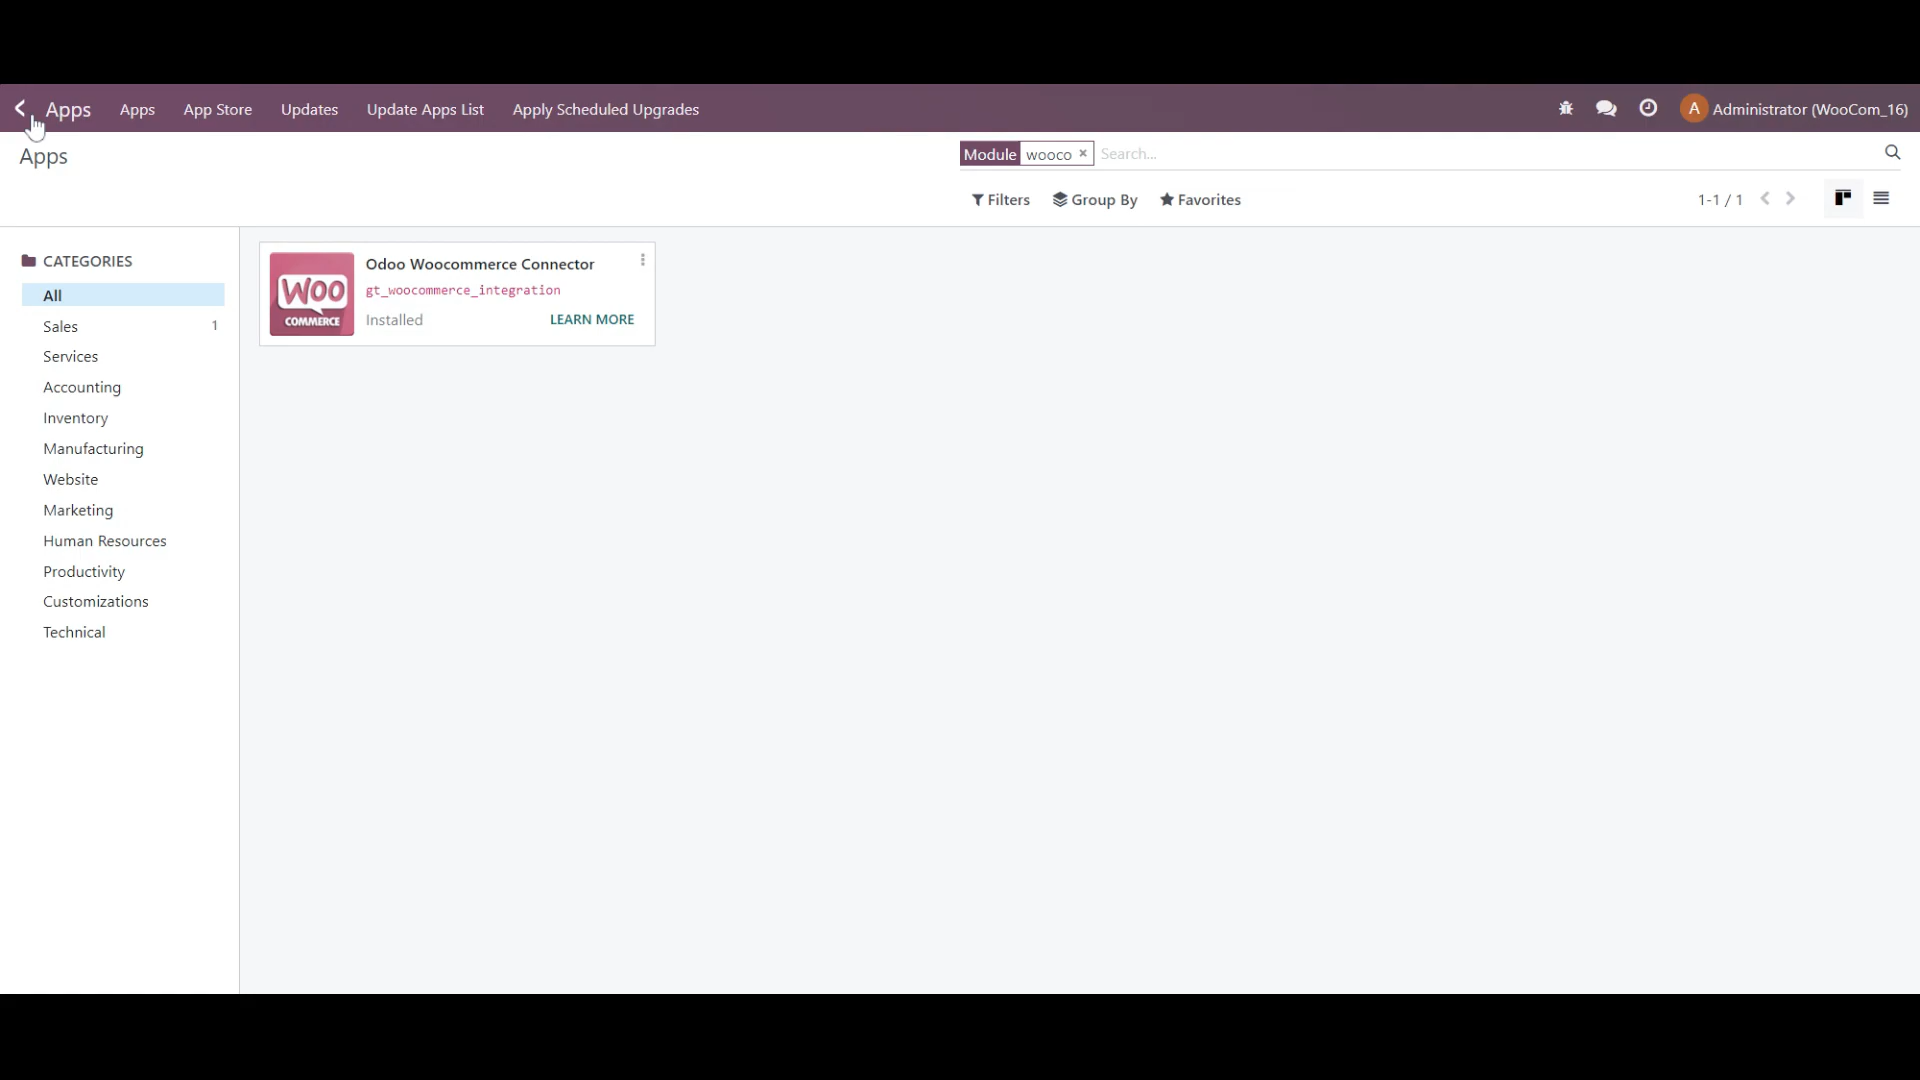 Apps Apps App Store Updates Update Apps List Apply Scheduled Upgrades A Administrator (WooCom_16)
Apps
Module wooco × Search...
Filters Group By Favorites 1-1 / 1
CATEGORIES
All
Sales 1
Services
Accounting
Inventory
Manufacturing
Website
Marketing
Human Resources
Productivity
Customizations
Technical
WOO
COMMERCE
Odoo Woocommerce Connector
gt_woocommerce_integration
Installed LEARN MORE